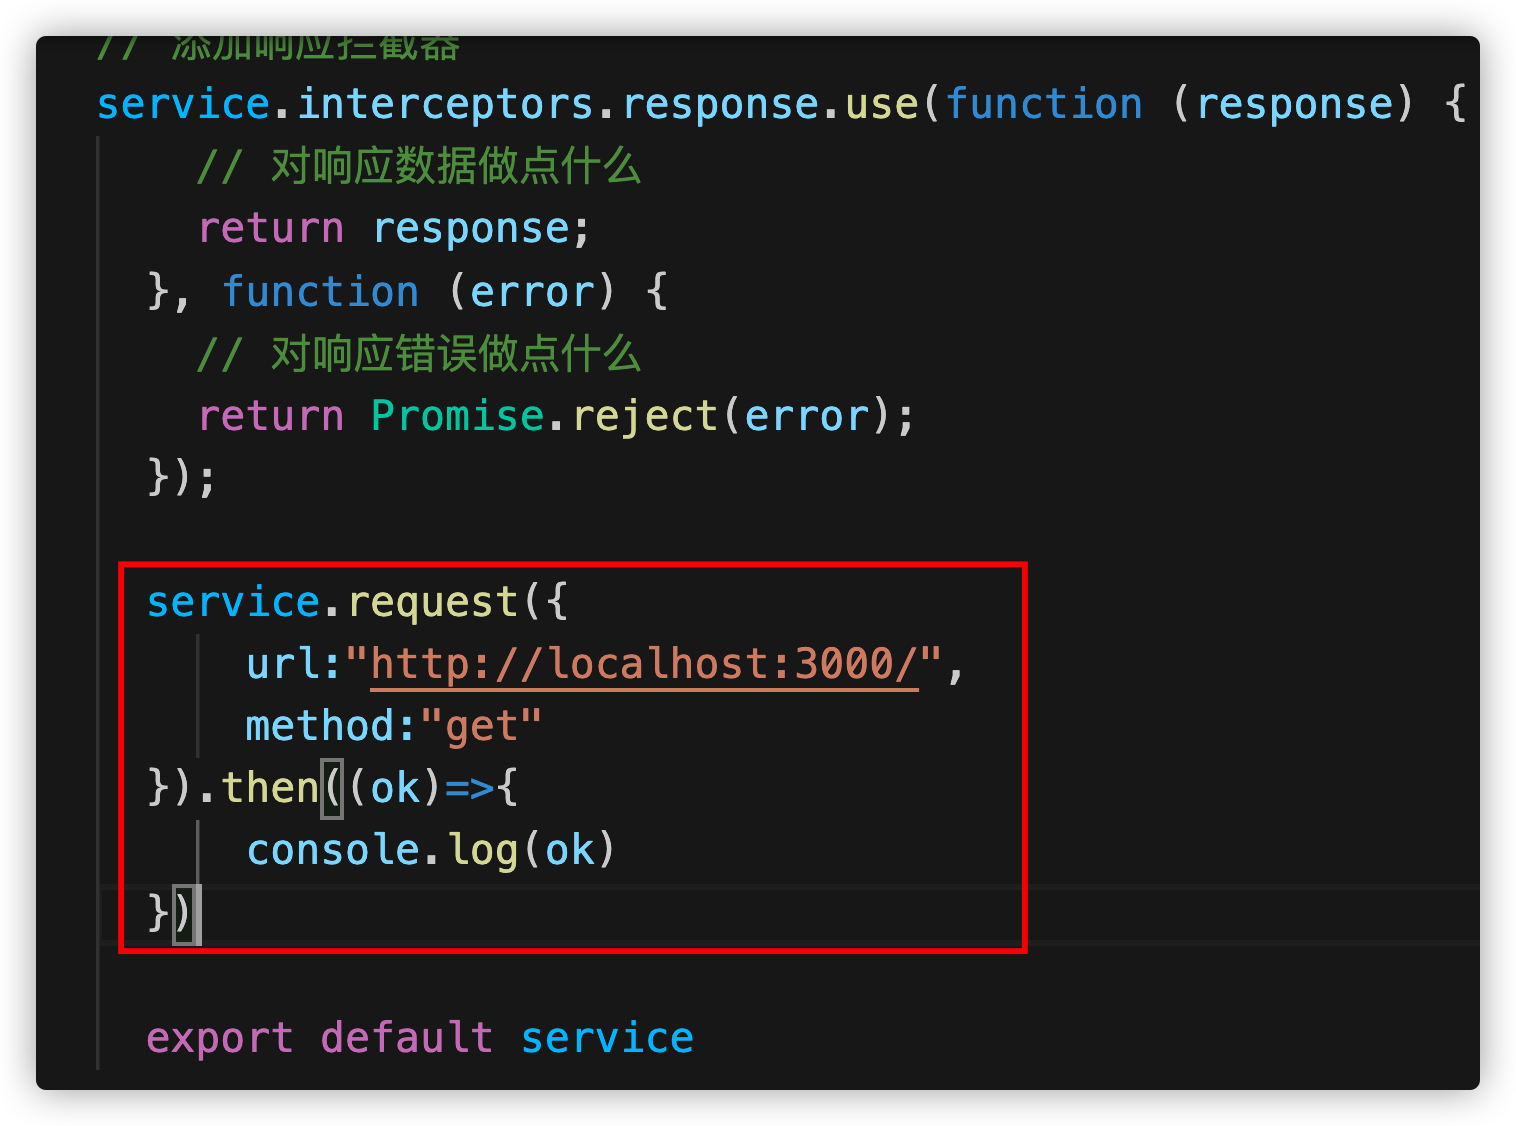 // 添加响应拦截器
service.interceptors.response.use(function (response) {
// 对响应数据做点什么
return response;
}, function (error) {
// 对响应错误做点什么
return Promise.reject(error);
});
service.request({
url:"http://localhost:3000/",
method:"get"
}).then((ok)=>{
console.log(ok)
})
export default service